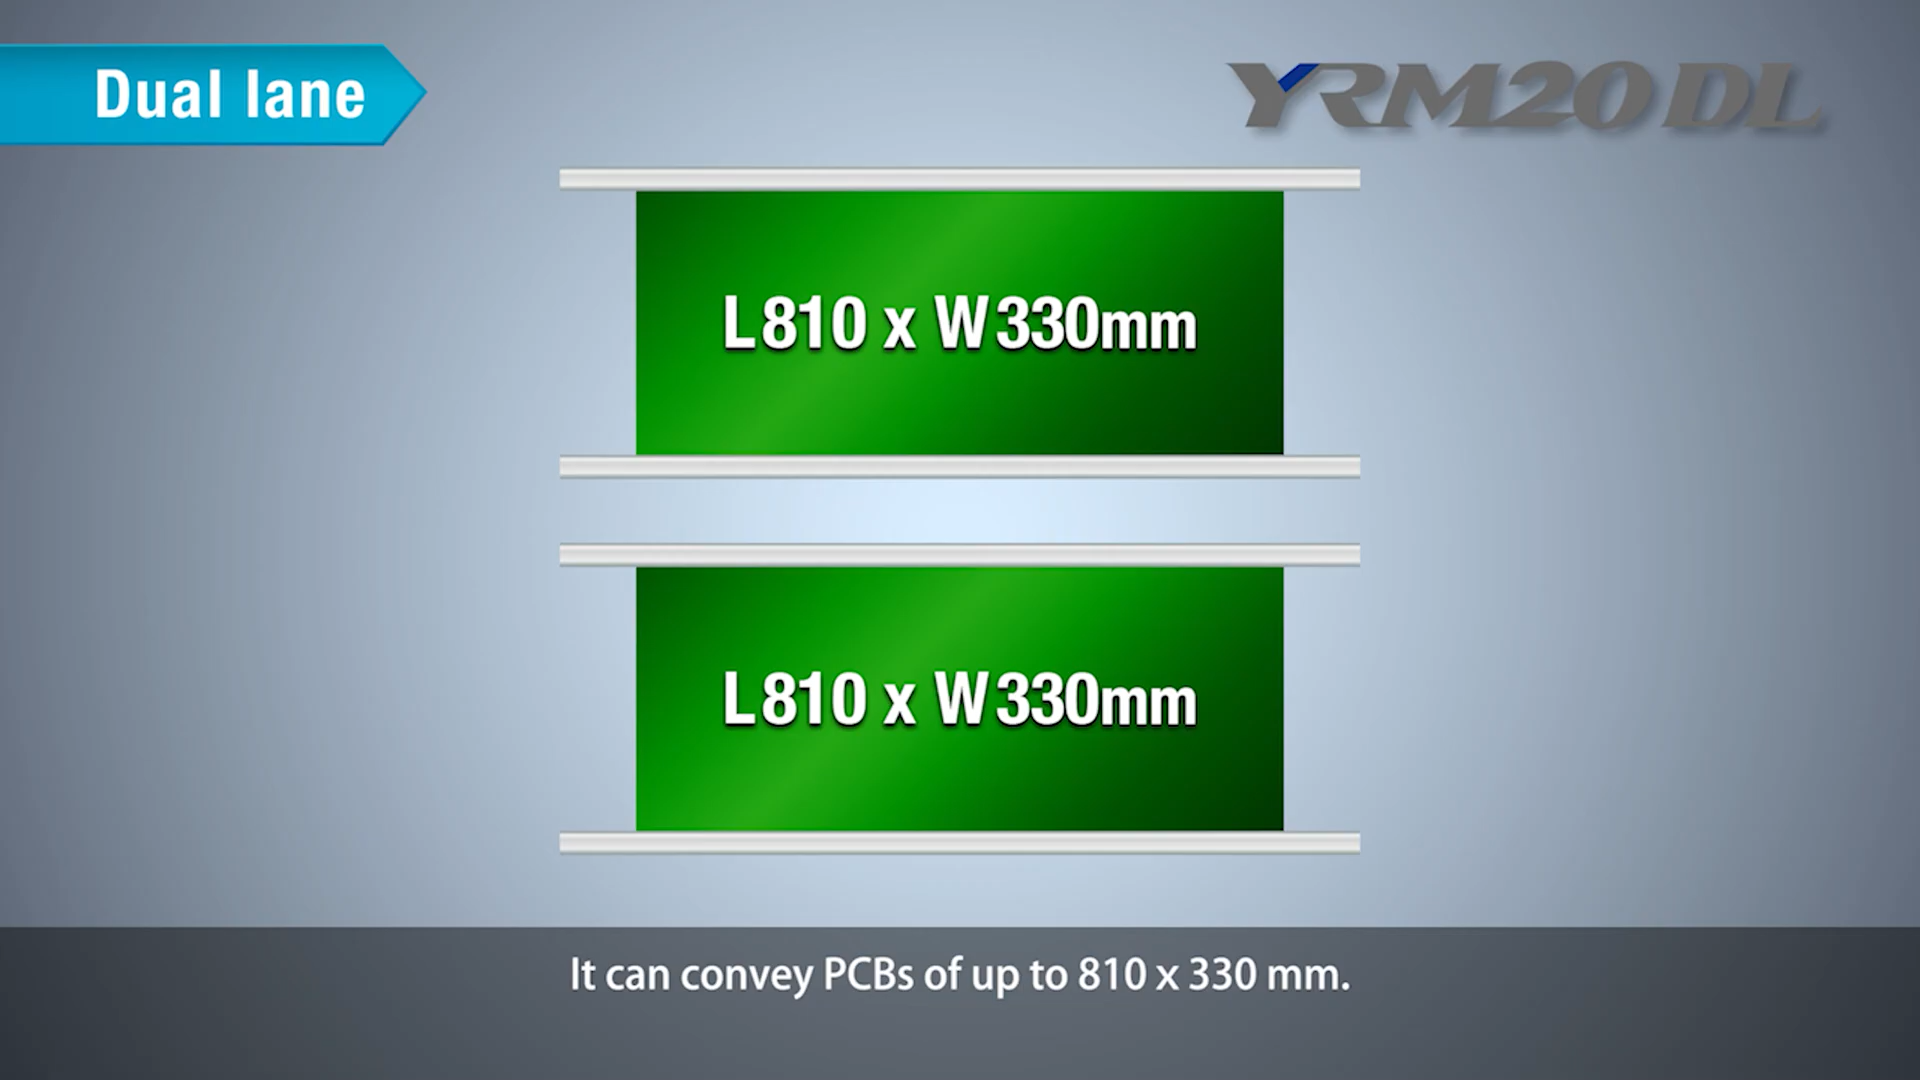 Dual lane
YRM20DL
L810 x W330mm
L810 x W330mm
It can convey PCBs of up to 810 x 330 mm.